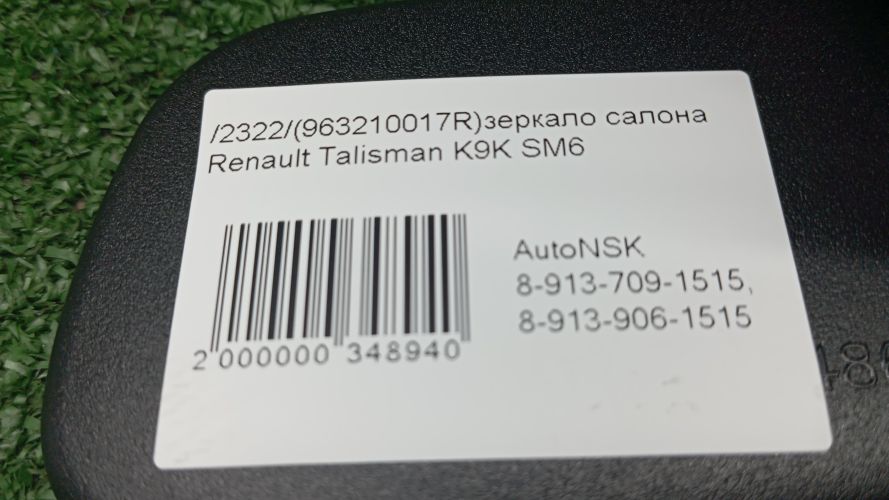 /2322/(963210017R)зеркало салона
Renault Talisman K9K SM6
AutoNSK
8-913-709-1515,
8-913-906-1515
2 000000 348940